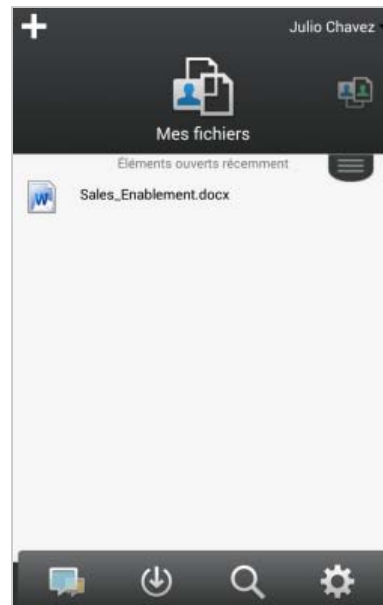 Julio Chavez
Mes fichiers
Éléments ouverts récemment
Sales_Enablement.docx